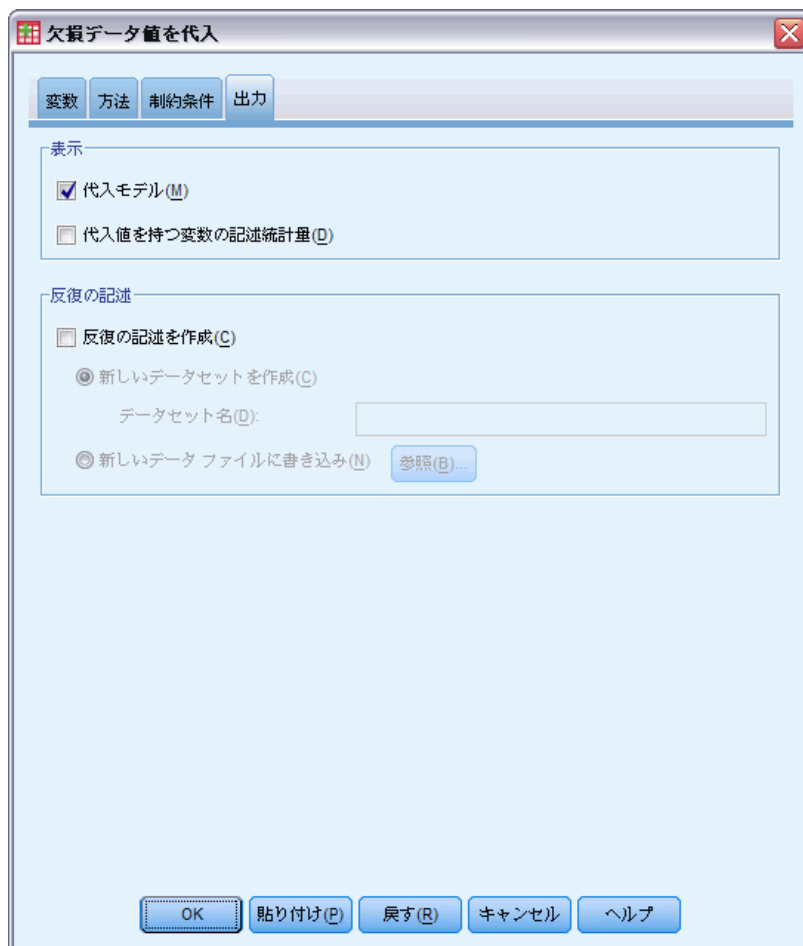 欠損データ値を代入
変数 方法 制約条件 出力
表示
代入モデル(M)
代入値を持つ変数の記述統計量(D)
反復の記述
反復の記述を作成(C)
新しいデータセットを作成(C)
データセット名(D):
新しいデータ ファイルに書き込み(N) 参照(B)...
OK 貼り付け(P) 戻す(R) キャンセル ヘルプ